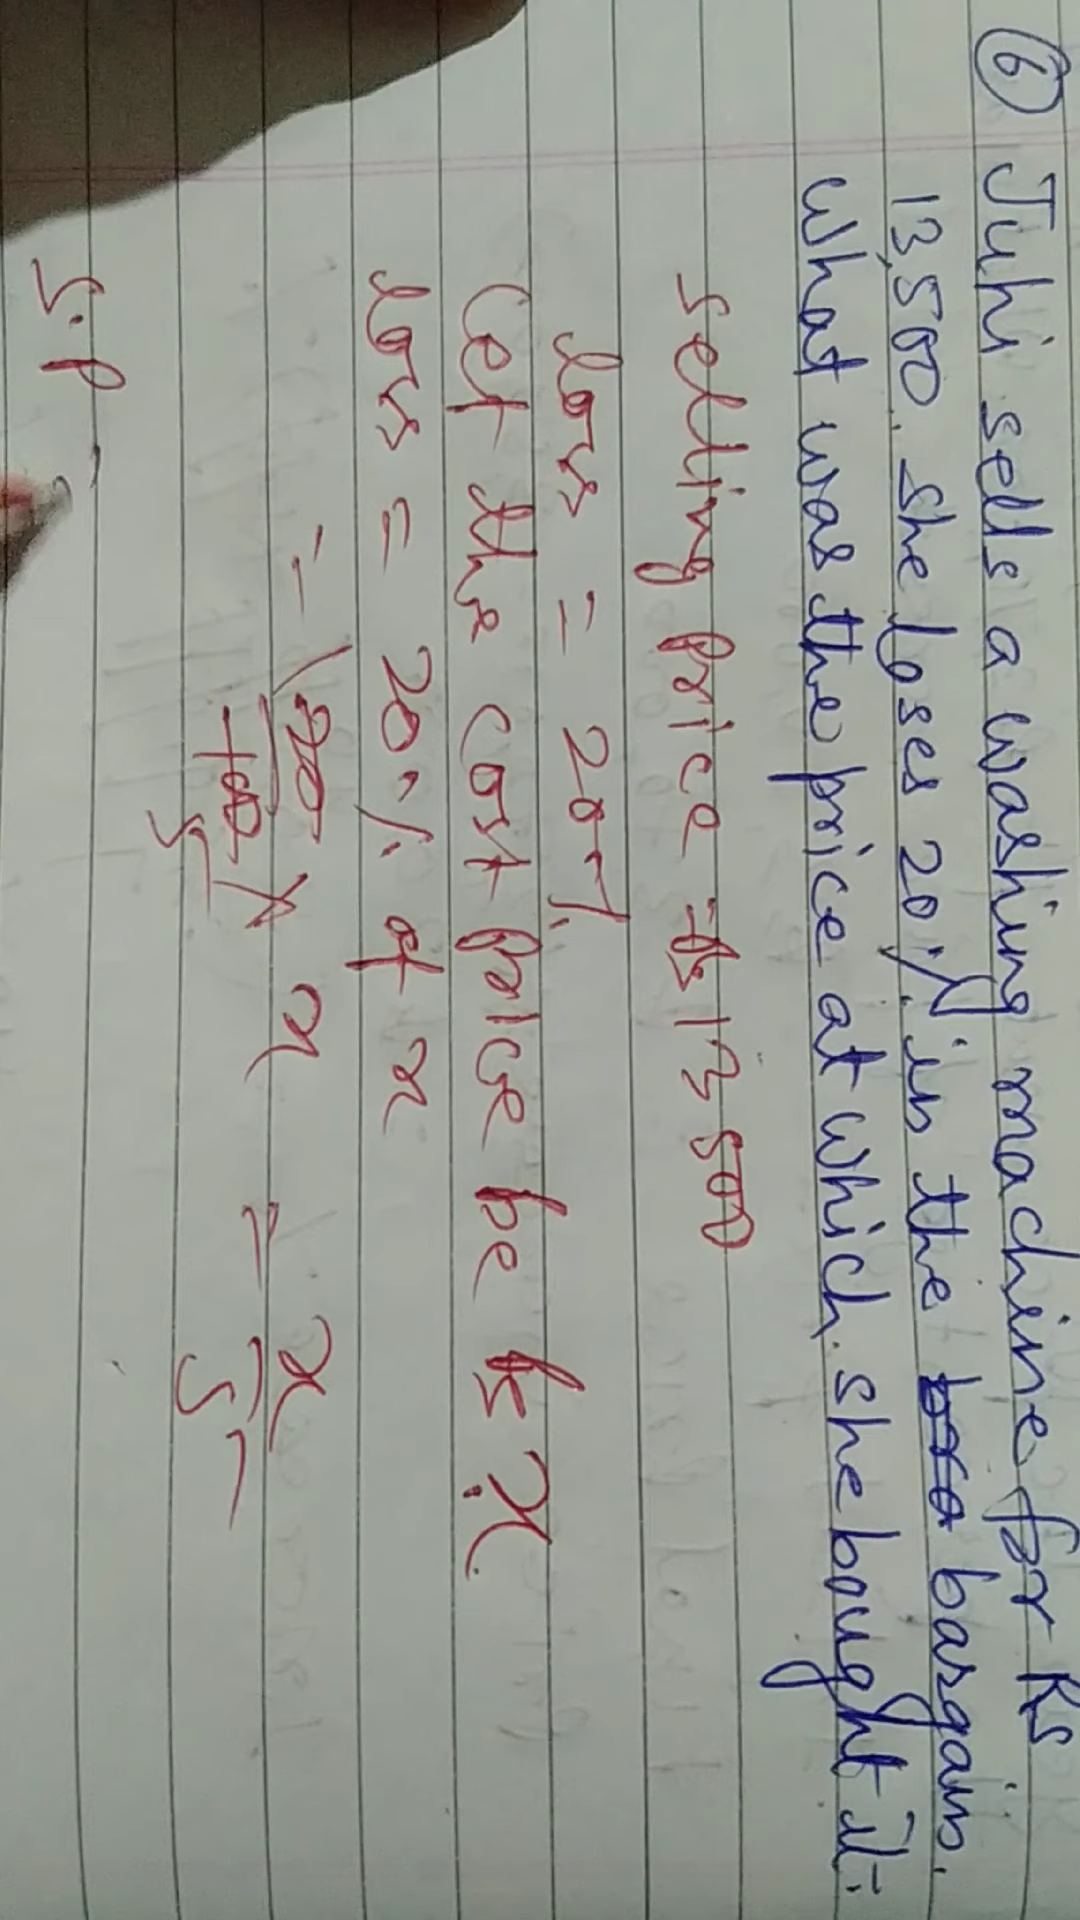 6 Juhi sells a washing machine for Rs
13,500. she loses 20% in the bargain.
what was the price at which she bought it.
selling price = Rs 13500
loss = 20%
Let the cost price be Rs x.
loss = 20% of x
= 20/100 × x = x/5
5
S.P